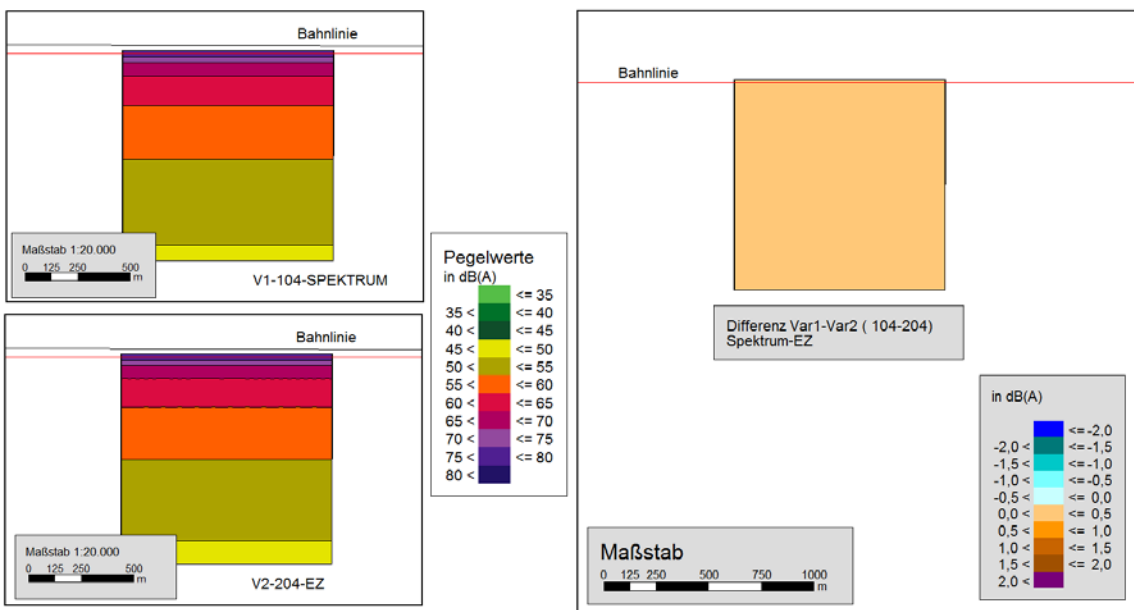 Bahnlinie
Maßstab 1:20.000
0 125 250 500
m
V1-104-SPEKTRUM
Bahnlinie
Maßstab 1:20.000
0 125 250 500
m
V2-204-EZ
Pegelwerte
in dB(A)
<= 35
35 < <= 40
40 < <= 45
45 < <= 50
50 < <= 55
55 < <= 60
60 < <= 65
65 < <= 70
70 < <= 75
75 < <= 80
80 <
Bahnlinie
Differenz Var1-Var2 ( 104-204)
Spektrum-EZ
in dB(A)
<= -2,0
-2,0 < <= -1,5
-1,5 < <= -1,0
-1,0 < <= -0,5
-0,5 < <= 0,0
0,0 < <= 0,5
0,5 < <= 1,0
1,0 < <= 1,5
1,5 < <= 2,0
2,0 <
Maßstab
0 125 250 500 750 1000
m